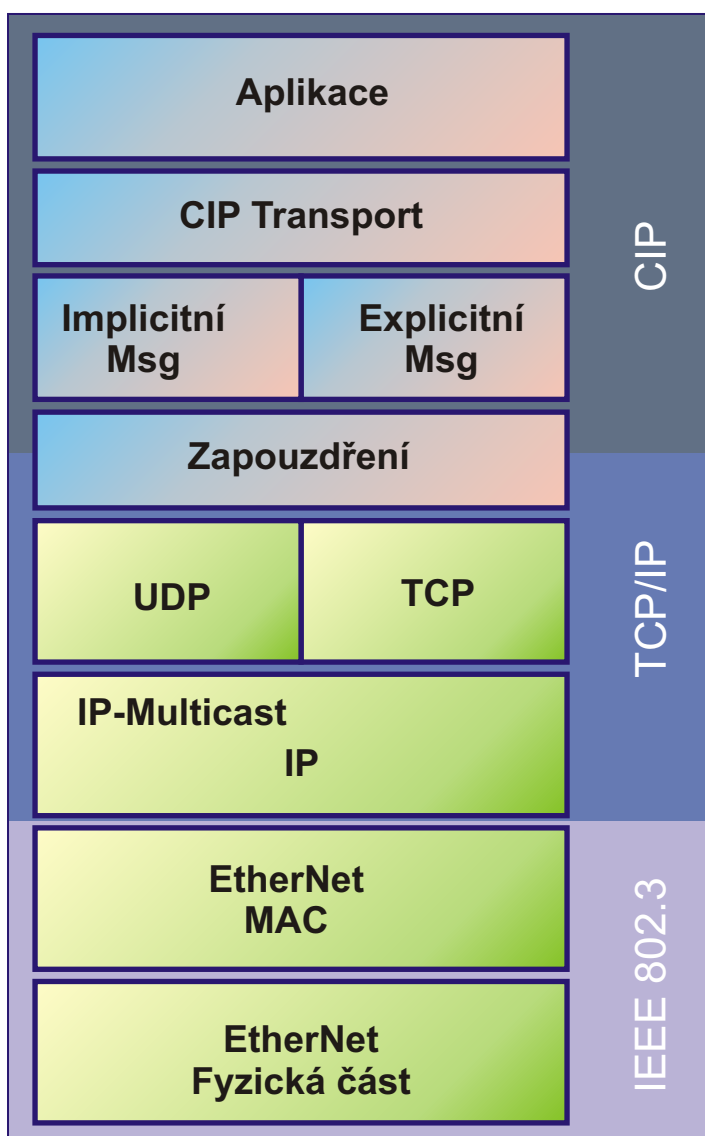 Aplikace
CIP Transport
Implicitní
Msg
Explicitní
Msg
Zapouzdření
CIP
UDP
TCP
IP-Multicast
IP
TCP/IP
EtherNet
MAC
EtherNet
Fyzická část
IEEE 802.3